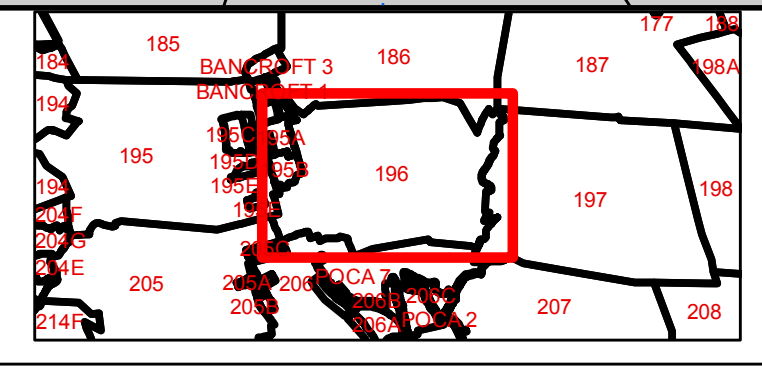 177
188
185
186
187
184
BANCROFT 3
198A
BANCROFT 1
194
195C
195A
195
195D
195B
196
194
195E
197
198
204F
195E
204G
205C
204E
205
205A
206
POCA 7
206B
206C
207
208
205B
214F
206A
POCA 2